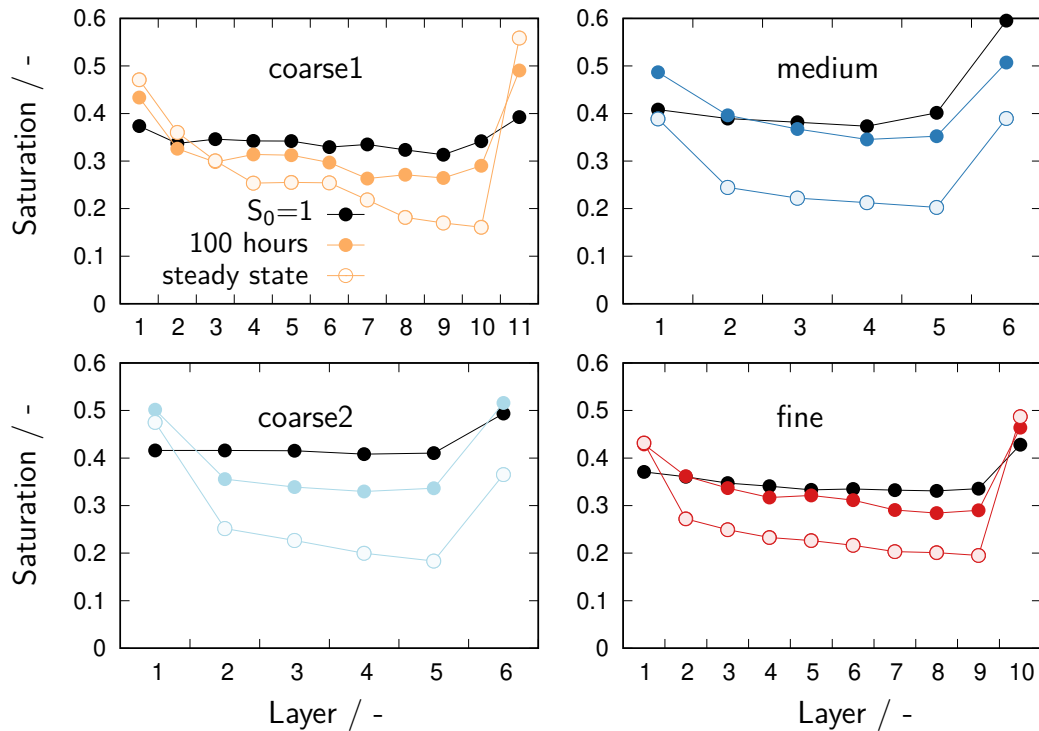 Saturation / -
0.6
0.5
0.4
0.3
0.2
0.1
0
coarse1
S₀=1
100 hours
steady state
1 2 3 4 5 6 7 8 9 10 11
0.6
0.5
0.4
0.3
0.2
0.1
0
medium
1 2 3 4 5 6
Saturation / -
0.6
0.5
0.4
0.3
0.2
0.1
0
coarse2
1 2 3 4 5 6
Layer / -
0.6
0.5
0.4
0.3
0.2
0.1
0
fine
1 2 3 4 5 6 7 8 9 10
Layer / -